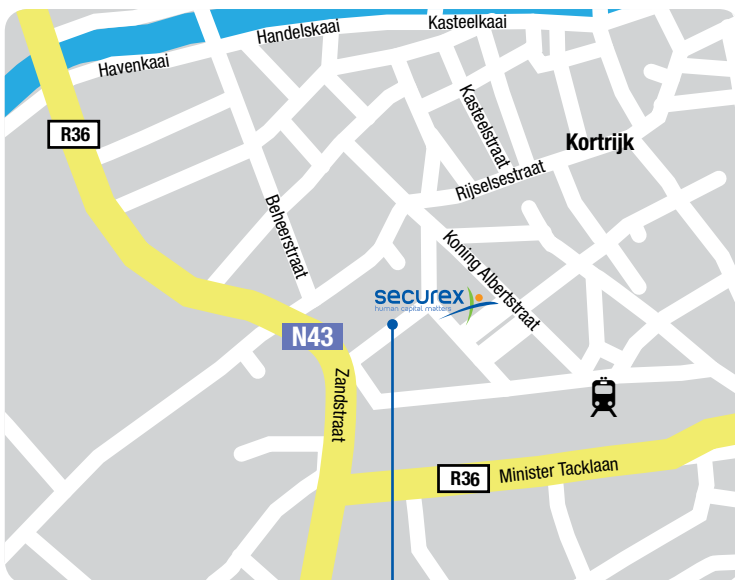 Kasteelkaai
Handelskaai
Havenkaai
R36
Kasteelstraat
Kortrijk
Rijselsestraat
Beheerstraat
Koning Albertstraat
securex
human capital matters
N43
Zandstraat
R36
Minister Tacklaan